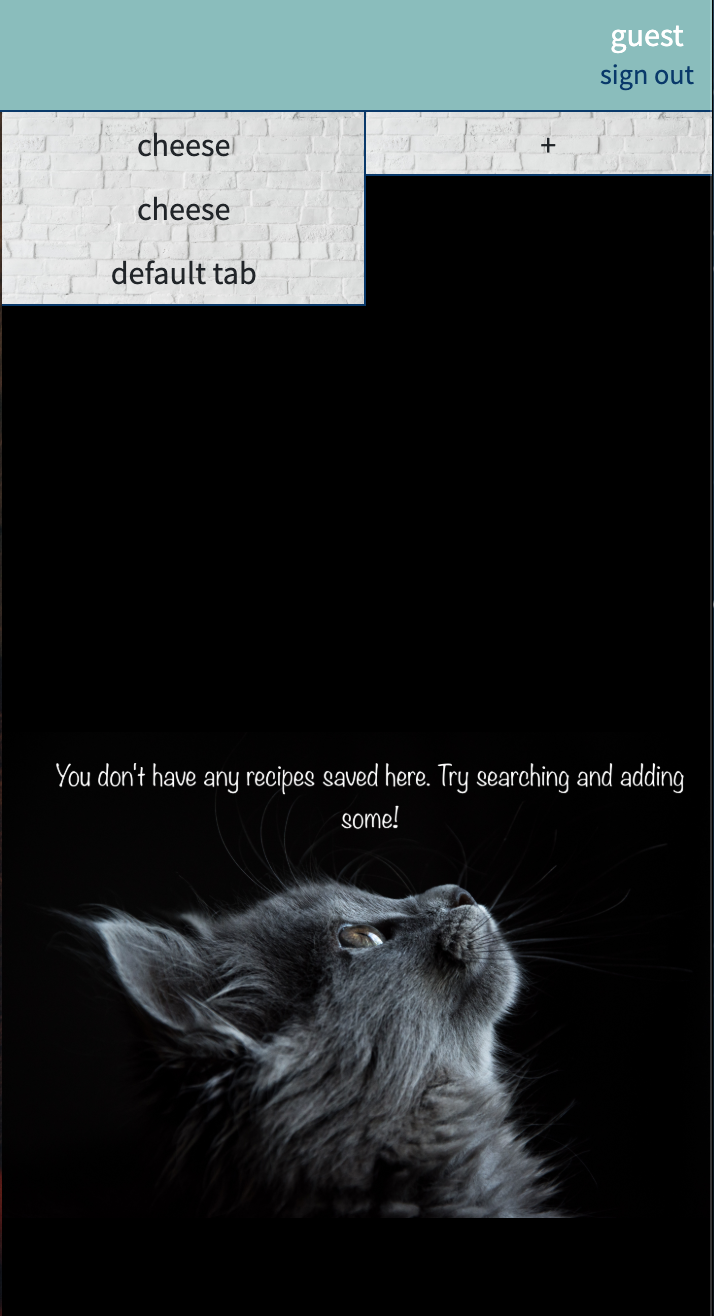 guest
sign out
cheese
+
cheese
default tab
You don't have any recipes saved here. Try searching and adding
some!